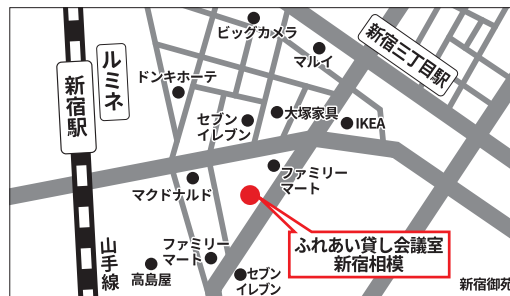 ビッグカメラ
マルイ
新宿三丁目駅
ルミネ
新宿駅
ドンキホーテ
セブン
イレブン
大塚家具
IKEA
ファミリー
マート
マクドナルド
ふれあい貸し会議室
新宿相模
山手線
高島屋
ファミリー
マート
セブン
イレブン
新宿御苑